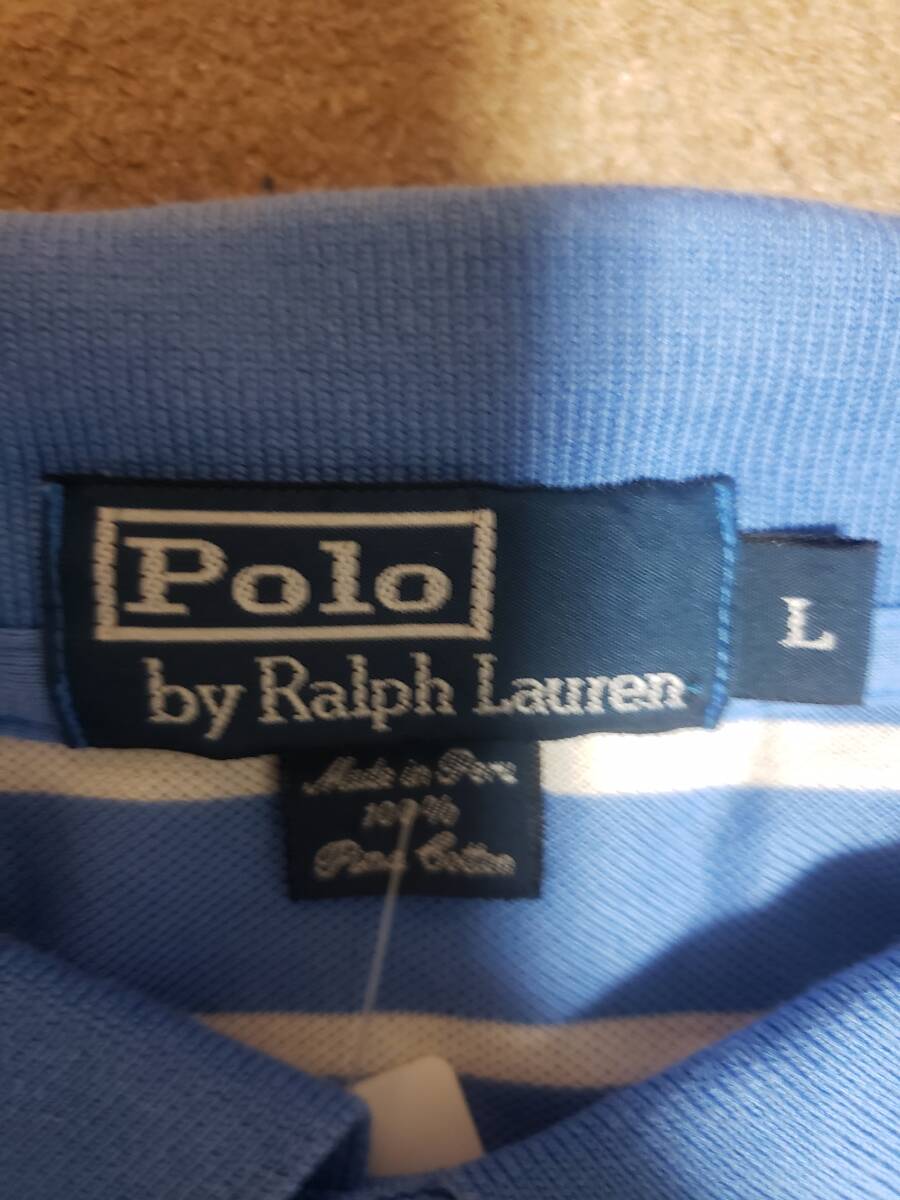 Polo
by Ralph Lauren
L
Made in Peru
100%
Pima Cotton